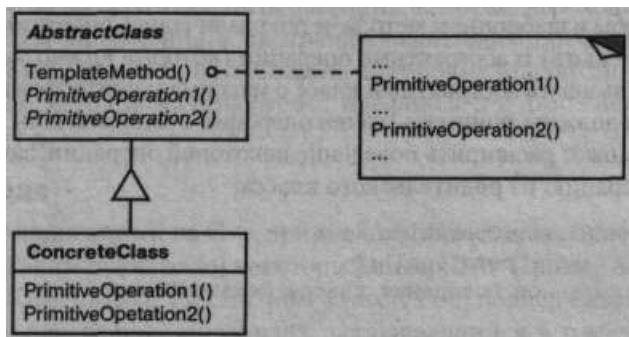 AbstractClass
TemplateMethod()
PrimitiveOperation1()
PrimitiveOperation2()
...
PrimitiveOperation1()
...
PrimitiveOperation2()
...
ConcreteClass
PrimitiveOperation1()
PrimitiveOpetation2()